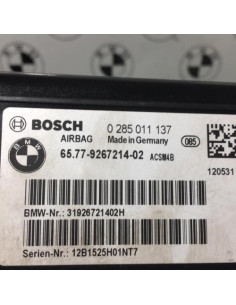 BOSCH 0 285 011 137
AIRBAG Made in Germany 085
BMW 65.77-9267214-02 ACSM4B
120531
BMW-Nr.: 31926721402H
Serien-Nr.: 12B1525H01NT7